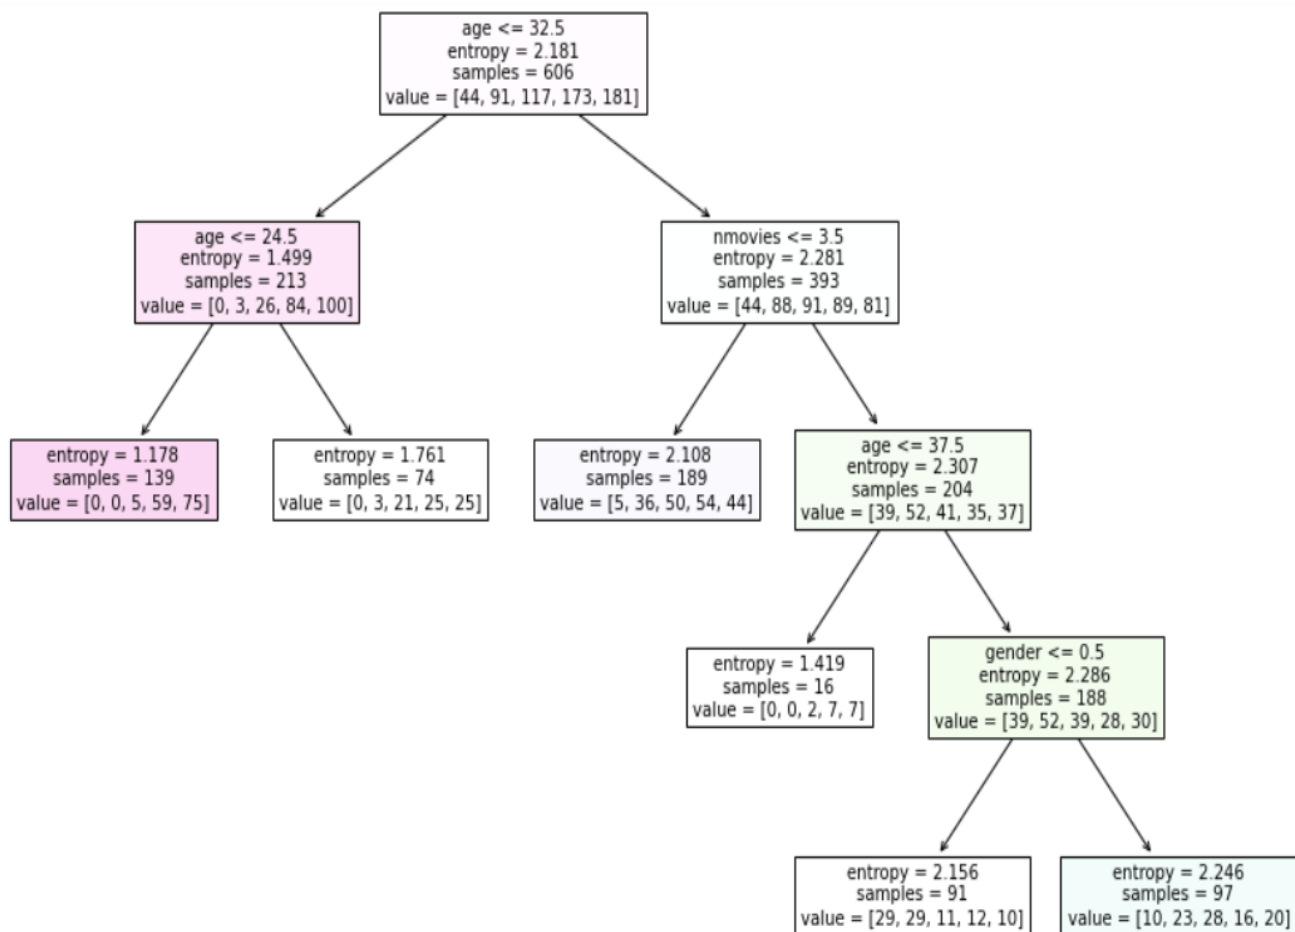 age <= 32.5
entropy = 2.181
samples = 606
value = [44, 91, 117, 173, 181]
age <= 24.5
entropy = 1.499
samples = 213
value = [0, 3, 26, 84, 100]
nmovies <= 3.5
entropy = 2.281
samples = 393
value = [44, 88, 91, 89, 81]
entropy = 1.178
samples = 139
value = [0, 0, 5, 59, 75]
entropy = 1.761
samples = 74
value = [0, 3, 21, 25, 25]
entropy = 2.108
samples = 189
value = [5, 36, 50, 54, 44]
age <= 37.5
entropy = 2.307
samples = 204
value = [39, 52, 41, 35, 37]
entropy = 1.419
samples = 16
value = [0, 0, 2, 7, 7]
gender <= 0.5
entropy = 2.286
samples = 188
value = [39, 52, 39, 28, 30]
entropy = 2.156
samples = 91
value = [29, 29, 11, 12, 10]
entropy = 2.246
samples = 97
value = [10, 23, 28, 16, 20]